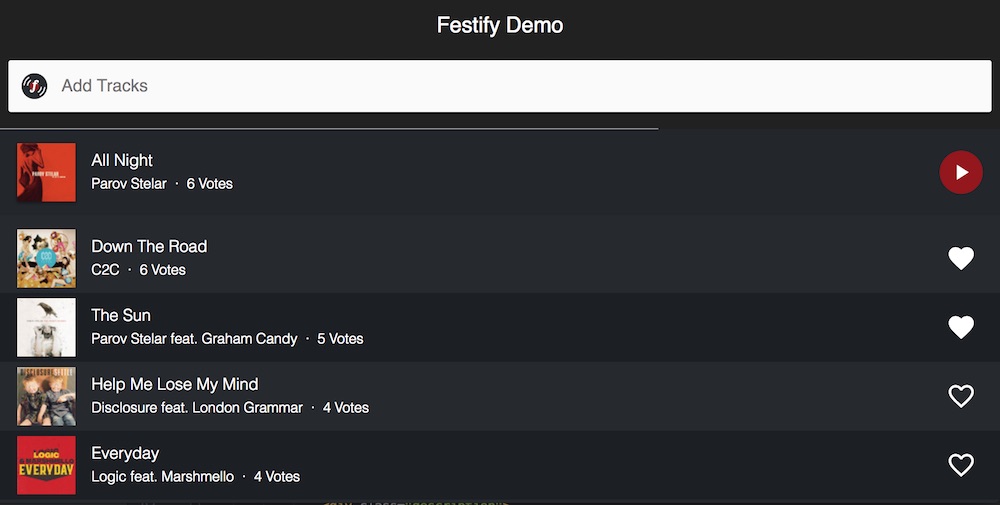 Festify Demo
Add Tracks
PAROV STELAR
All Night
Parov Stelar · 6 Votes
C2C
Down The Road
C2C · 6 Votes
The Sun
Parov Stelar feat. Graham Candy · 5 Votes
DISCLOSURE
Help Me Lose My Mind
Disclosure feat. London Grammar · 4 Votes
LOGIC
EVERYDAY
Everyday
Logic feat. Marshmello · 4 Votes